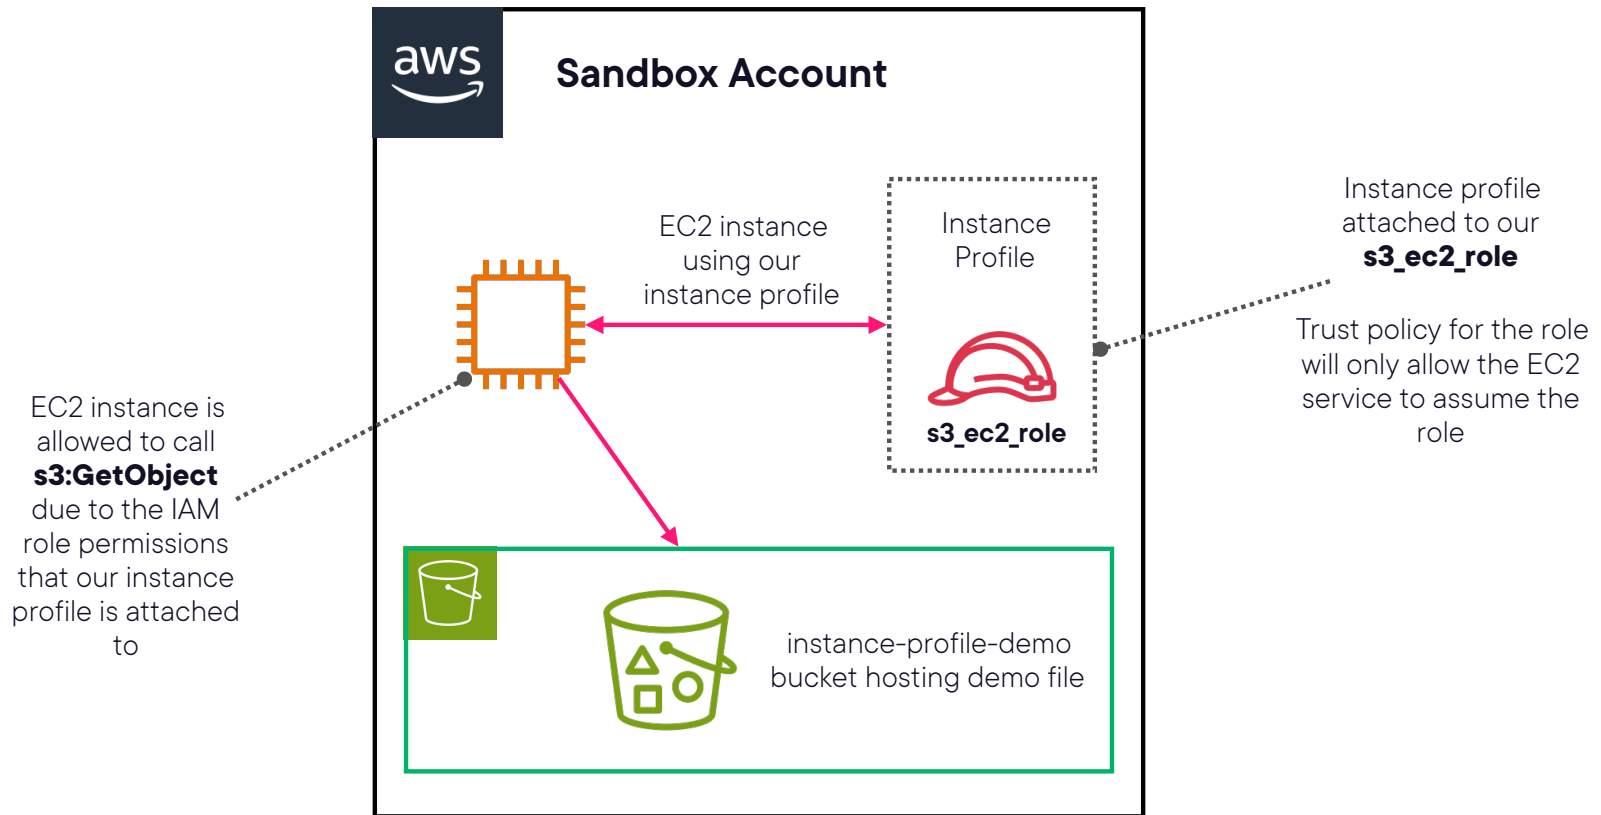 aws
Sandbox Account
EC2 instance
using our
instance profile
Instance
Profile
s3_ec2_role
Instance profile
attached to our
s3_ec2_role
Trust policy for the role
will only allow the EC2
service to assume the
role
EC2 instance is
allowed to call
s3:GetObject
due to the IAM
role permissions
that our instance
profile is attached
to
instance-profile-demo
bucket hosting demo file